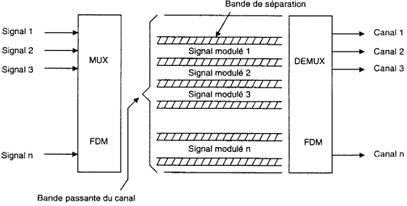 Bande de séparation
Signal 1
Signal 2
Signal 3
Signal n
MUX
FDM
Signal modulé 1
Signal modulé 2
Signal modulé 3
Signal modulé n
DEMUX
FDM
Canal 1
Canal 2
Canal 3
Canal n
Bande passante du canal